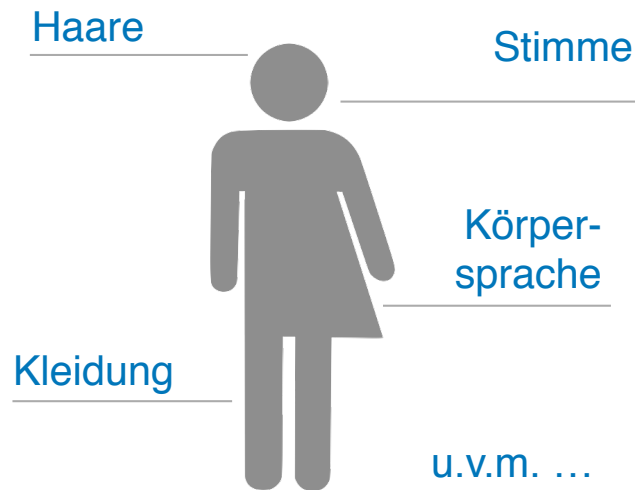 Haare
Stimme
Körper-
sprache
Kleidung
u.v.m. …